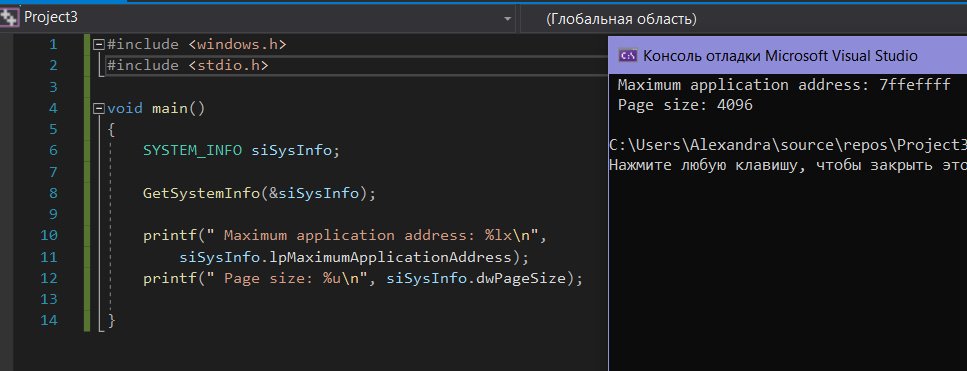 Project3
(Глобальная область)
1 #include <windows.h>
2 #include <stdio.h>
3
4 void main()
5 {
6 SYSTEM_INFO siSysInfo;
7
8 GetSystemInfo(&siSysInfo);
9
10 printf(" Maximum application address: %lx\n",
11 siSysInfo.lpMaximumApplicationAddress);
12 printf(" Page size: %u\n", siSysInfo.dwPageSize);
13
14 }
Консоль отладки Microsoft Visual Studio
Maximum application address: 7ffeffff
Page size: 4096
C:\Users\Alexandra\source\repos\Project3
Нажмите любую клавишу, чтобы закрыть это